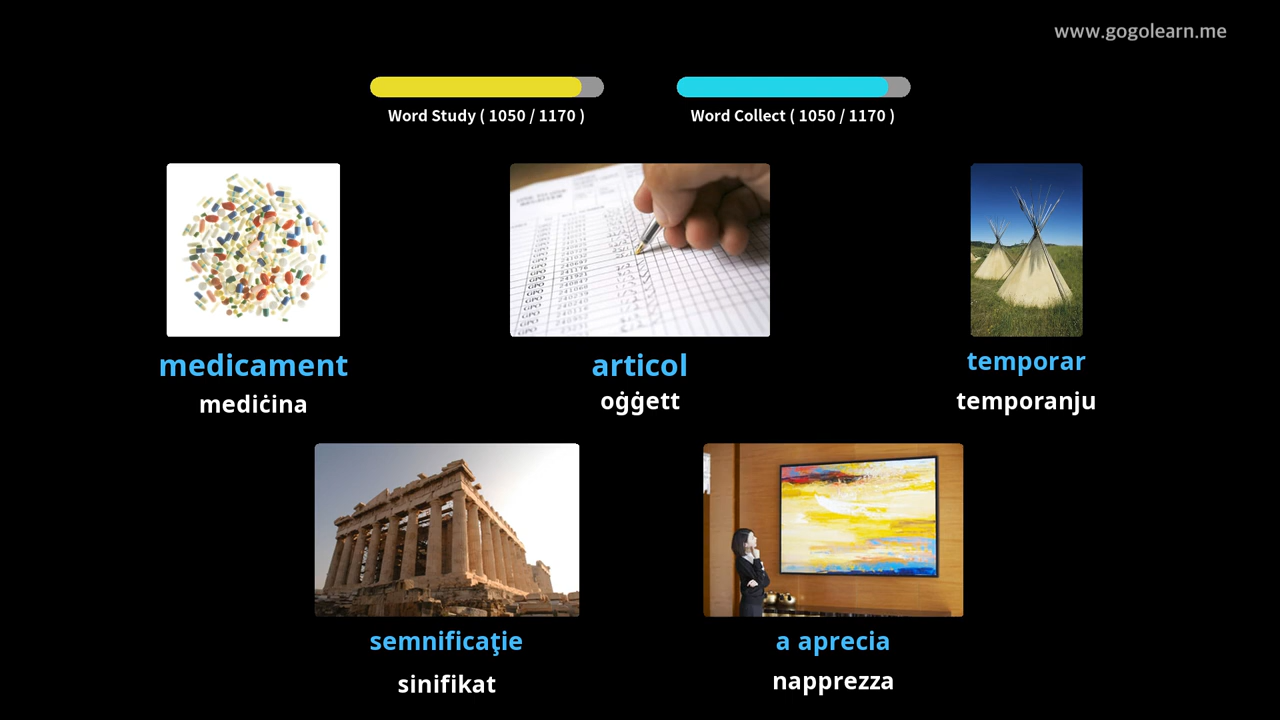 www.gogolearn.me
Word Study ( 1050 / 1170 )
Word Collect ( 1050 / 1170 )
medicament
articol
temporar
mediċina
oġġett
temporanju
semnificaţie
a aprecia
sinifikat
napprezza